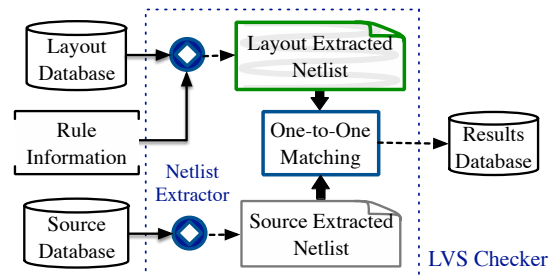 Layout
Database
Layout Extracted
Netlist
Rule
Information
One-to-One
Matching
Results
Database
Netlist
Extractor
Source
Database
Source Extracted
Netlist
LVS Checker